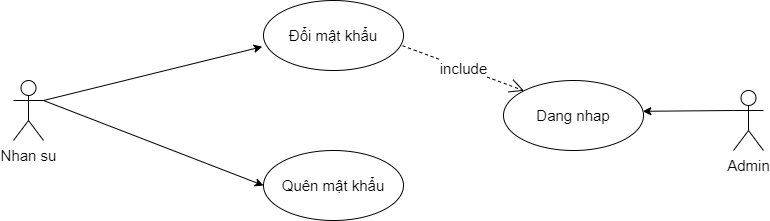 Đổi mật khẩu
include
Dang nhap
Nhan su
Admin
Quên mật khẩu